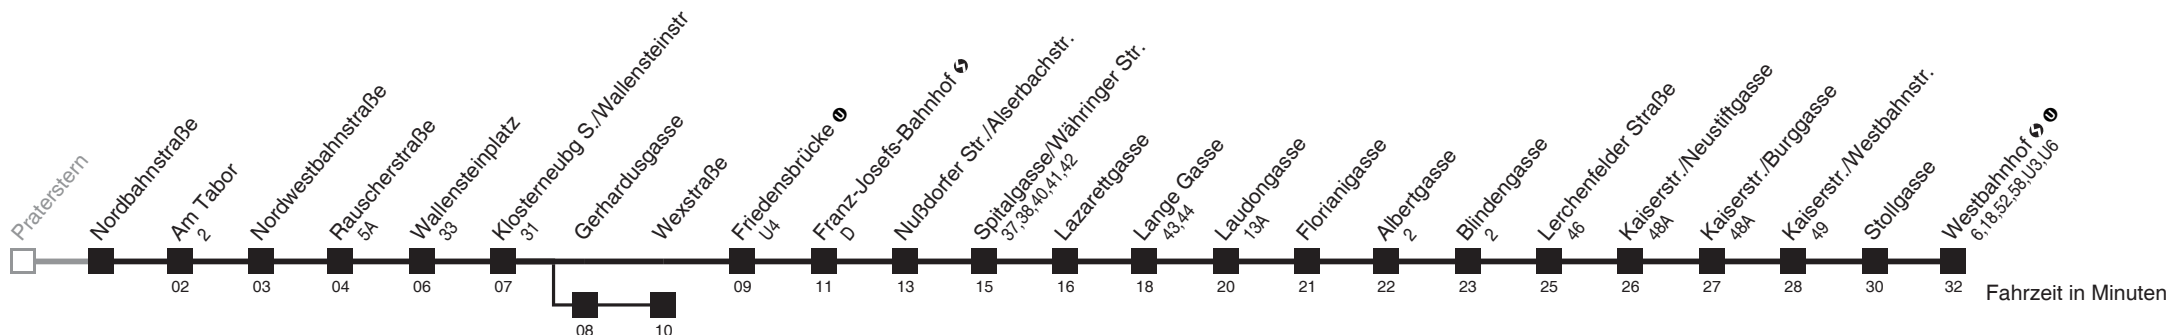 Praterstern
Nordbahnstraße
Am Tabor
2
Nordwestbahnstraße
Rauscherstraße
5A
Wallensteinplatz
33
Klosterneubg S./Wallensteinstr
31
Gerhardusgasse
Wexstraße
Friedensbrücke U
U4
Franz-Josefs-Bahnhof S
D
Nußdorfer Str./Alserbachstr.
Spitalgasse/Währinger Str.
37,38,40,41,42
Lazarettgasse
Lange Gasse
43,44
Laudongasse
13A
Florianigasse
Albertgasse
2
Blindengasse
2
Lerchenfelder Straße
46
Kaiserstr./Neustiftgasse
48A
Kaiserstr./Burggasse
48A
Kaiserstr./Westbahnstr.
49
Stollgasse
Westbahnhof S U
6,18,52,58,U3,U6
02 03 04 06 07 09 11 13 15 16 18 20 21 22 23 25 26 27 28 30 32 Fahrzeit in Minuten
08 10